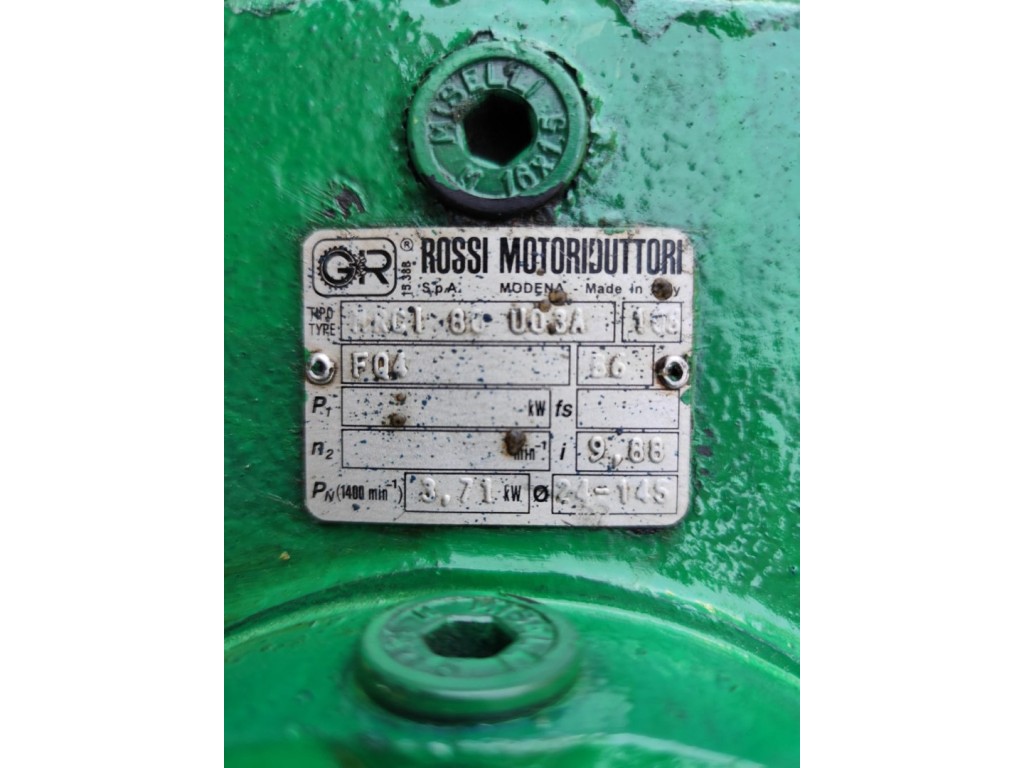 MISELLI
M 16X1.5
GR ® ROSSI MOTORIDUTTORI
S.p.A. MODENA - Made in
TIPO
TYPE U03A
FQ4 B6
P1 kW fs
n2 min-1 i 9,88
PN (1400 min-1) 3,71 kW Ø 24-145